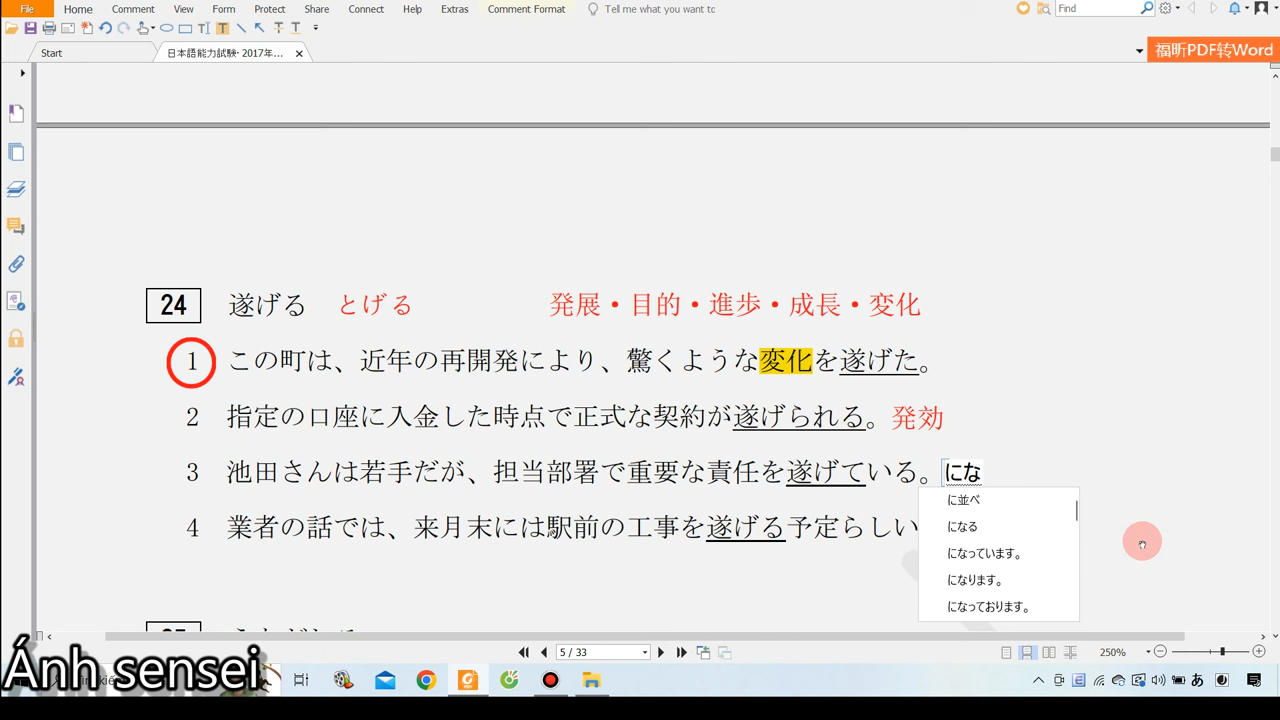 File Home Comment View Form Protect Share Connect Help Extras Comment Format Tell me what you want to Find
Start 日本語能力試験- 2017年... 福昕PDF转Word
24 遂げる とげる 発展・目的・進歩・成長・変化
1 この町は、近年の再開発により、驚くような変化を遂げた。
2 指定の口座に入金した時点で正式な契約が遂げられる。発効
3 池田さんは若手だが、担当部署で重要な責任を遂げている。にな
に並べ
になる
になっています。
になります。
になっております。
4 業者の話では、来月末には駅前の工事を遂げる予定らしい
5 / 33 250%
Ánh sensei